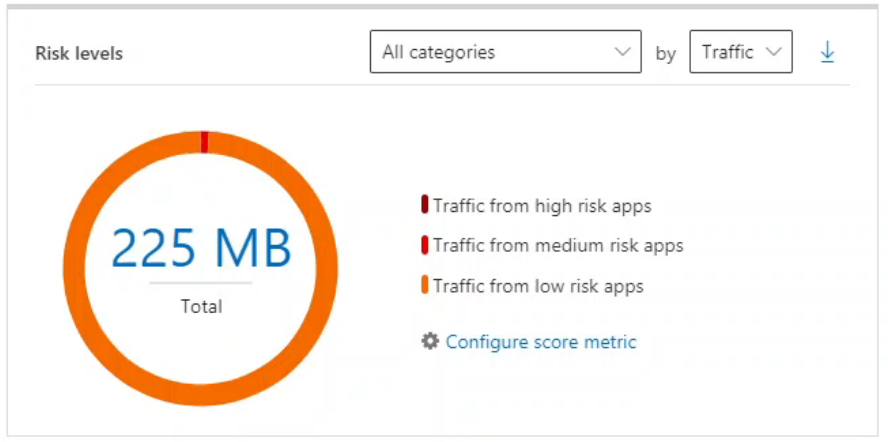 Risk levels
All categories by Traffic
225 MB
Total
Traffic from high risk apps
Traffic from medium risk apps
Traffic from low risk apps
Configure score metric